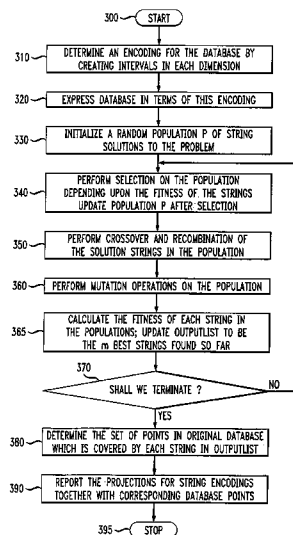 300
START
310
DETERMINE AN ENCODING FOR THE DATABASE BY
CREATING INTERVALS IN EACH DIMENSION
320
EXPRESS DATABASE IN TERMS OF THIS ENCODING
330
INITIALIZE A RANDOM POPULATION P OF STRING
SOLUTIONS TO THE PROBLEM
340
PERFORM SELECTION ON THE POPULATION
DEPENDING UPON THE FITNESS OF THE STRINGS
UPDATE POPULATION P AFTER SELECTION
350
PERFORM CROSSOVER AND RECOMBINATION
OF THE SOLUTION STRINGS IN THE POPULATION
360
PERFORM MUTATION OPERATIONS ON THE POPULATION
365
CALCULATE THE FITNESS OF EACH STRING IN
THE POPULATIONS; UPDATE OUTPUTLIST TO BE
THE m BEST STRINGS FOUND SO FAR
370
SHALL WE TERMINATE ?
NO
YES
380
DETERMINE THE SET OF POINTS IN ORIGINAL DATABASE
WHICH IS COVERED BY EACH STRING IN OUTPUTLIST
390
REPORT THE PROJECTIONS FOR STRING ENCODINGS
TOGETHER WITH CORRESPONDING DATABASE POINTS
395
STOP